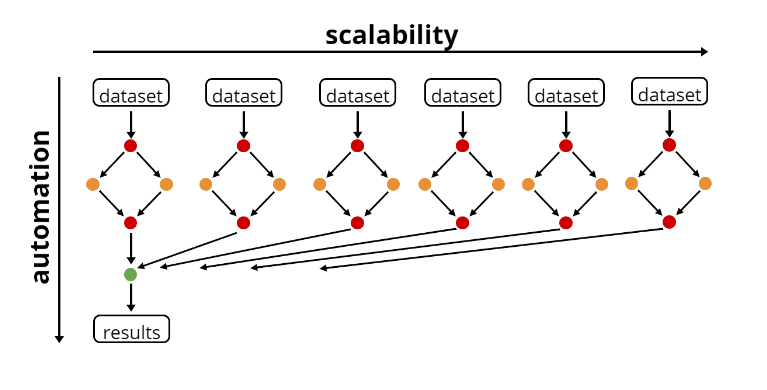 scalability
dataset dataset dataset dataset dataset dataset
automation
results